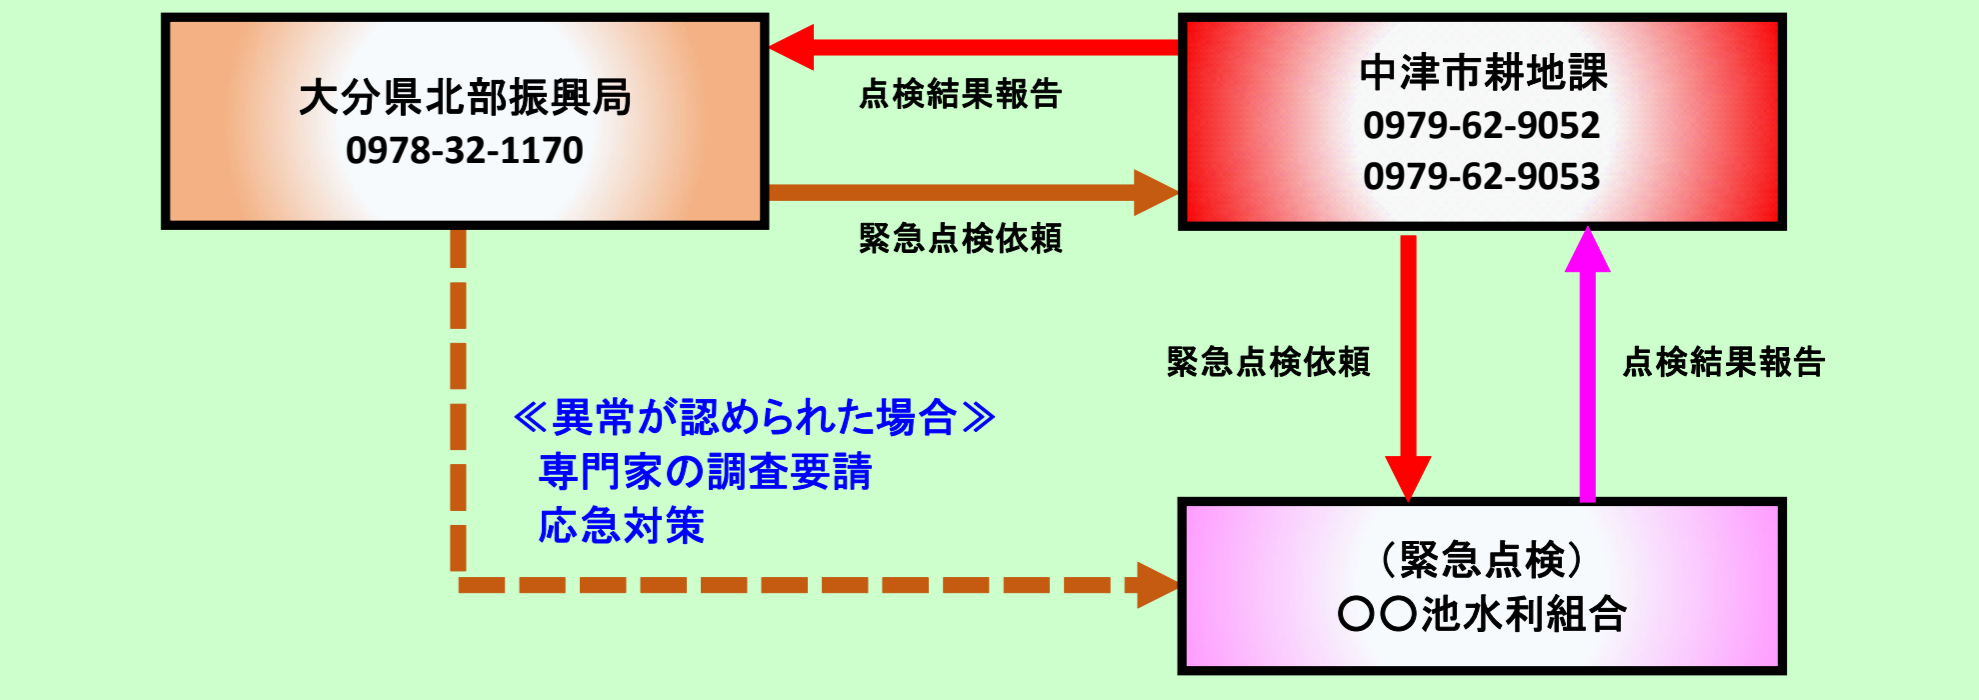 大分県北部振興局
0978-32-1170
点検結果報告
緊急点検依頼
中津市耕地課
0979-62-9052
0979-62-9053
緊急点検依頼
点検結果報告
≪異常が認められた場合≫
専門家の調査要請
応急対策
（緊急点検）
〇〇池水利組合